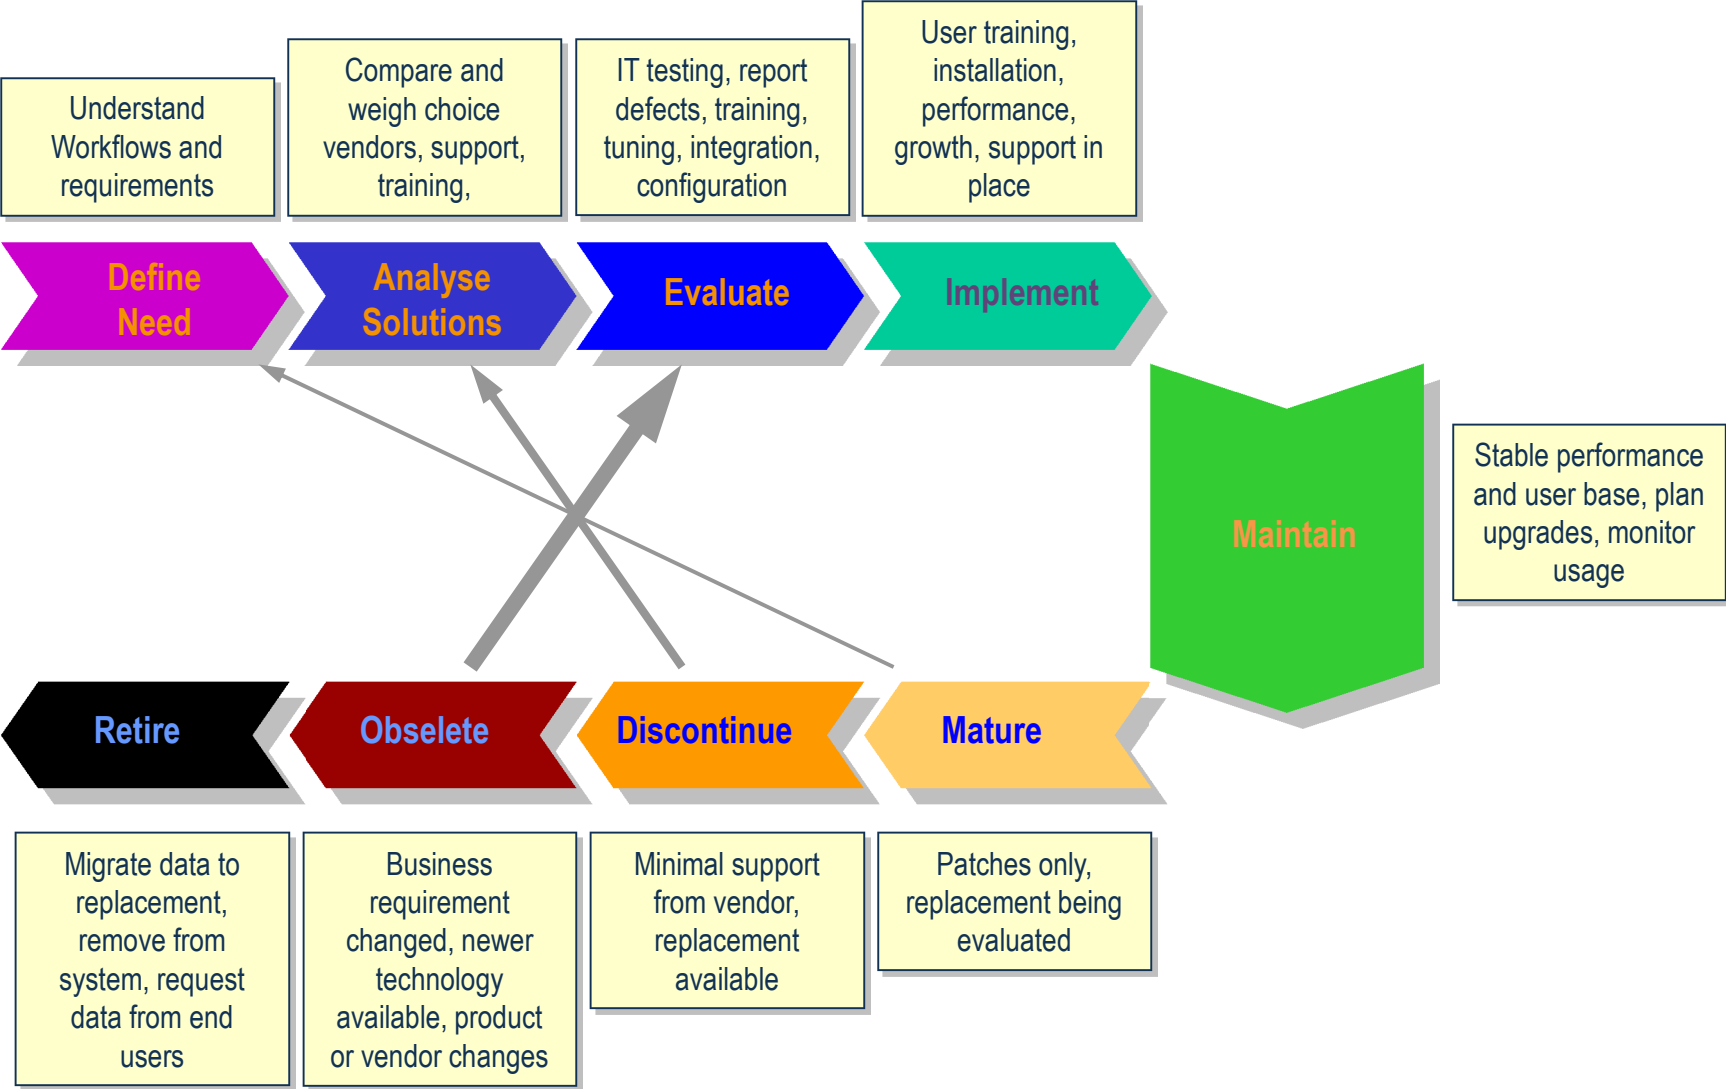 Understand
Workflows and
requirements
Compare and
weigh choice
vendors, support,
training,
IT testing, report
defects, training,
tuning, integration,
configuration
User training,
installation,
performance,
growth, support in
place
Define
Need
Analyse
Solutions
Evaluate
Implement
Maintain
Stable performance
and user base, plan
upgrades, monitor
usage
Retire
Obselete
Discontinue
Mature
Migrate data to
replacement,
remove from
system, request
data from end
users
Business
requirement
changed, newer
technology
available, product
or vendor changes
Minimal support
from vendor,
replacement
available
Patches only,
replacement being
evaluated